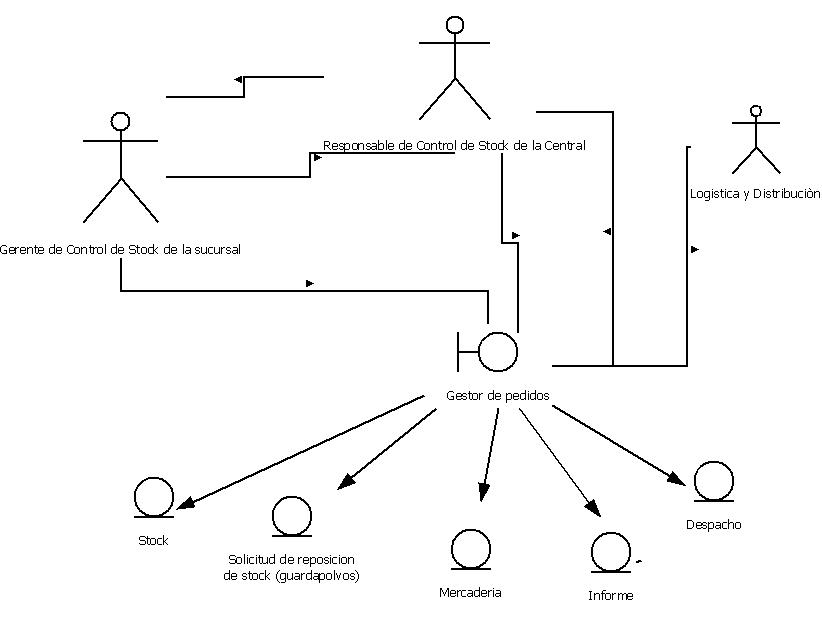 Responsable de Control de Stock de la Central
Logistica y Distribuciòn
Gerente de Control de Stock de la sucursal
Gestor de pedidos
Stock
Solicitud de reposicion
de stock (guardapolvos)
Mercaderia
Informe
Despacho